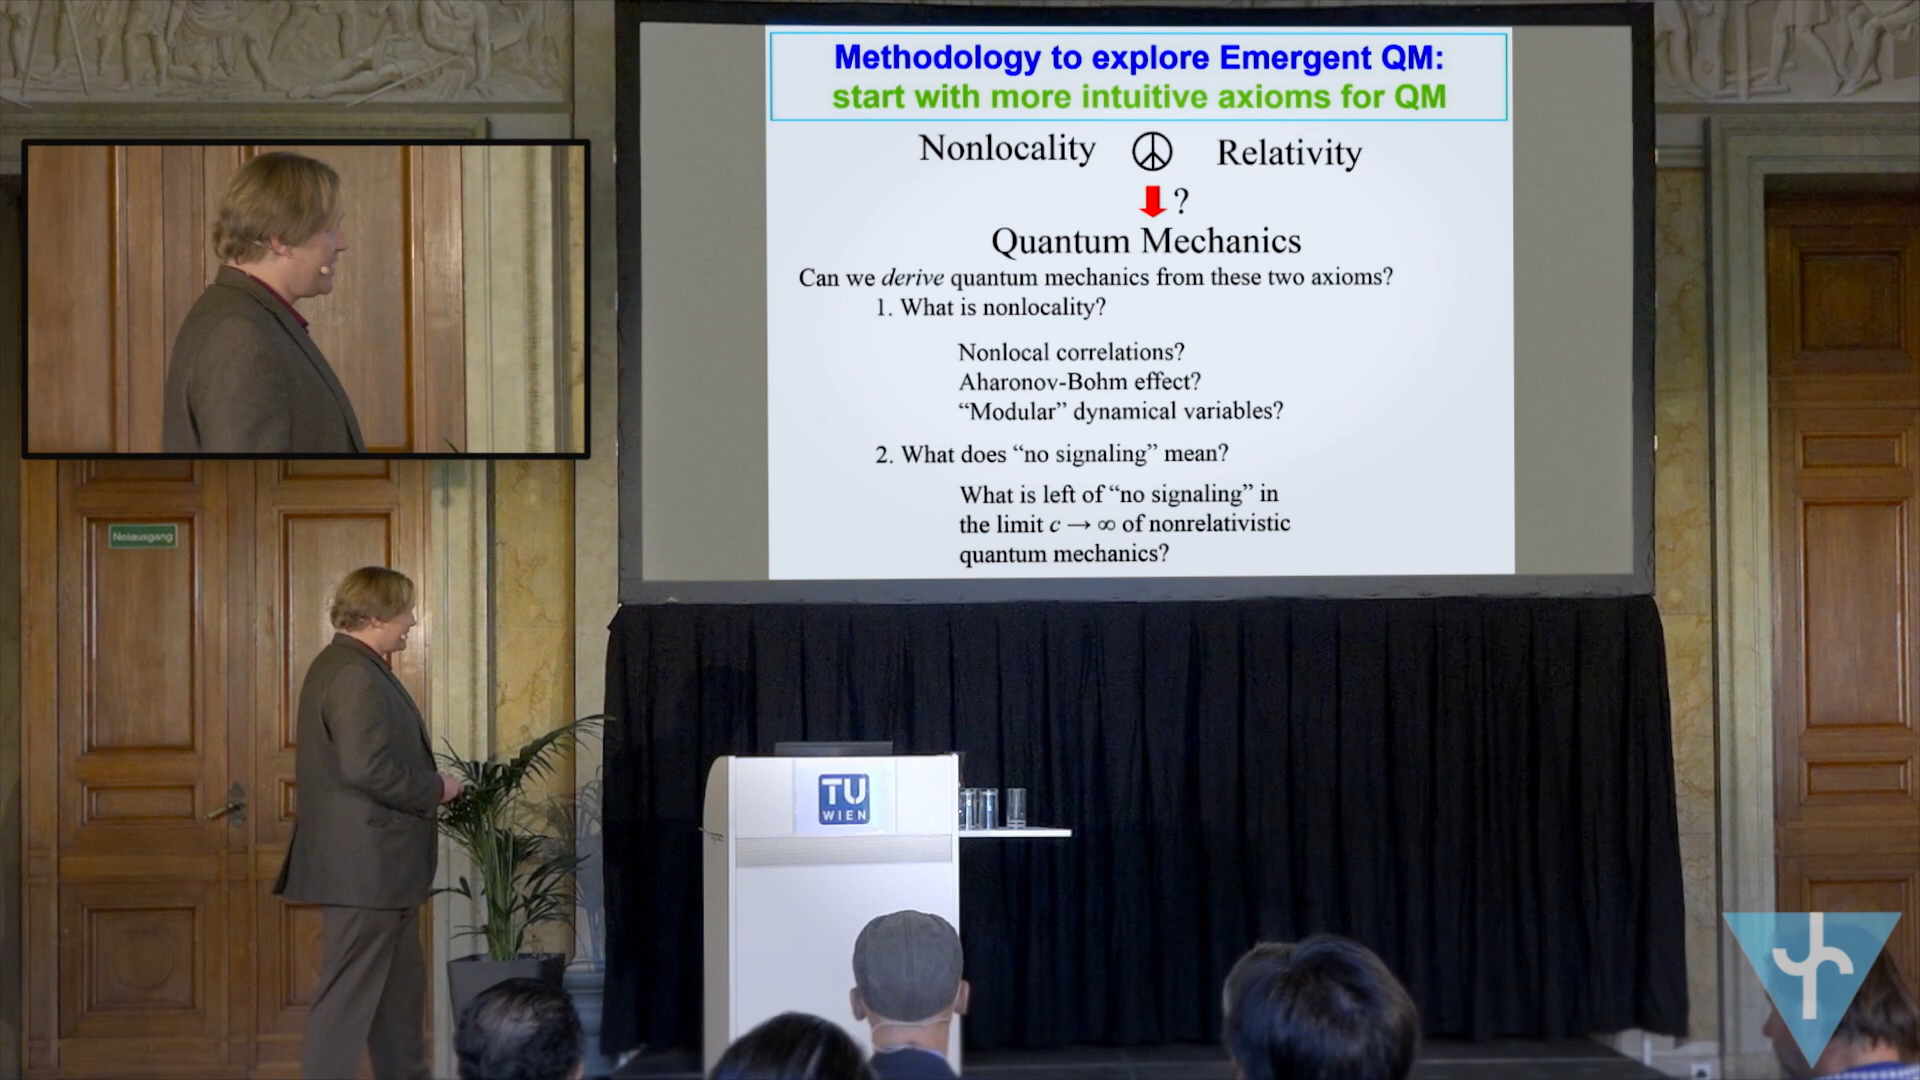 Methodology to explore Emergent QM:
start with more intuitive axioms for QM
Nonlocality ☮ Relativity
?
Quantum Mechanics
Can we derive quantum mechanics from these two axioms?
1. What is nonlocality?
Nonlocal correlations?
Aharonov-Bohm effect?
“Modular” dynamical variables?
2. What does “no signaling” mean?
What is left of “no signaling” in
the limit c → ∞ of nonrelativistic
quantum mechanics?
Notausgang
TU
WIEN